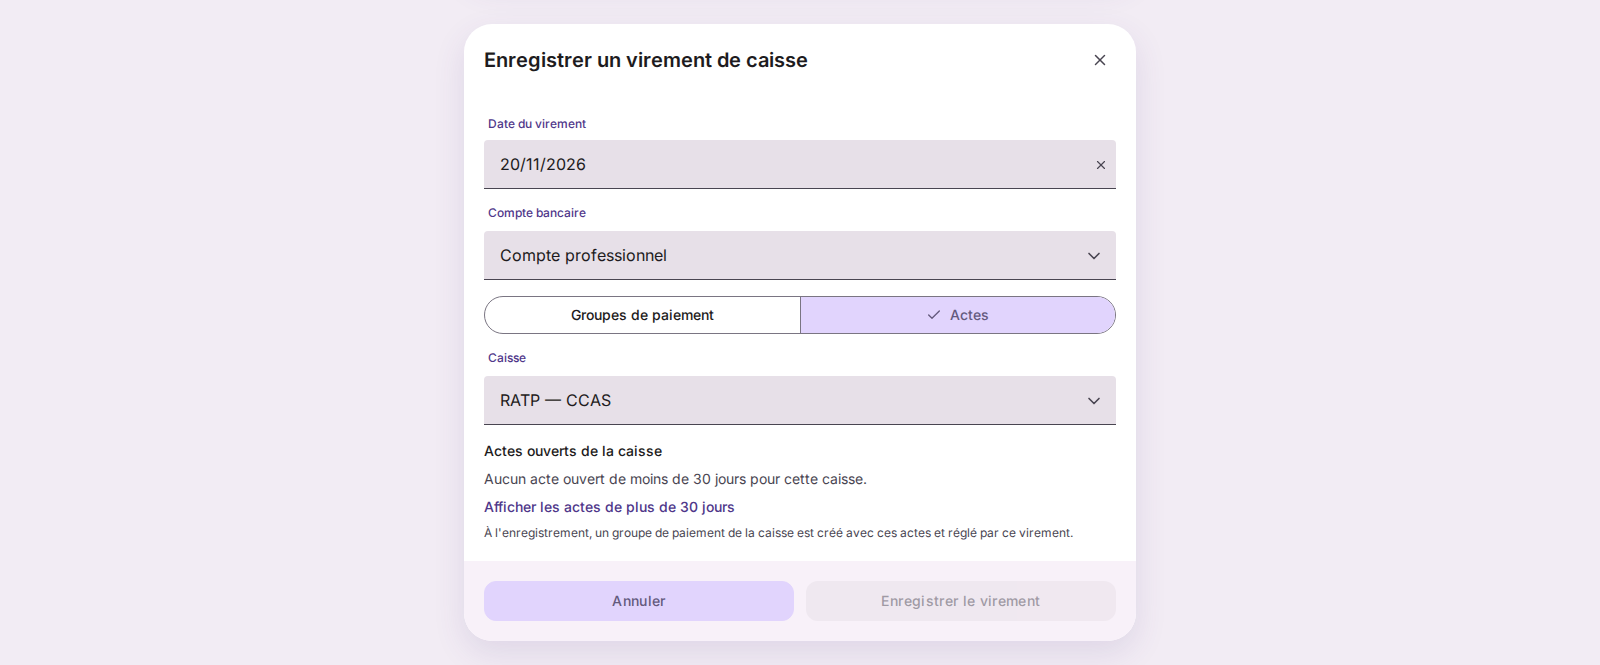 Enregistrer un virement de caisse
Date du virement
20/11/2026
Compte bancaire
Compte professionnel
Groupes de paiement
Actes
Caisse
RATP — CCAS
Actes ouverts de la caisse
Aucun acte ouvert de moins de 30 jours pour cette caisse.
Afficher les actes de plus de 30 jours
À l'enregistrement, un groupe de paiement de la caisse est créé avec ces actes et réglé par ce virement.
Annuler
Enregistrer le virement